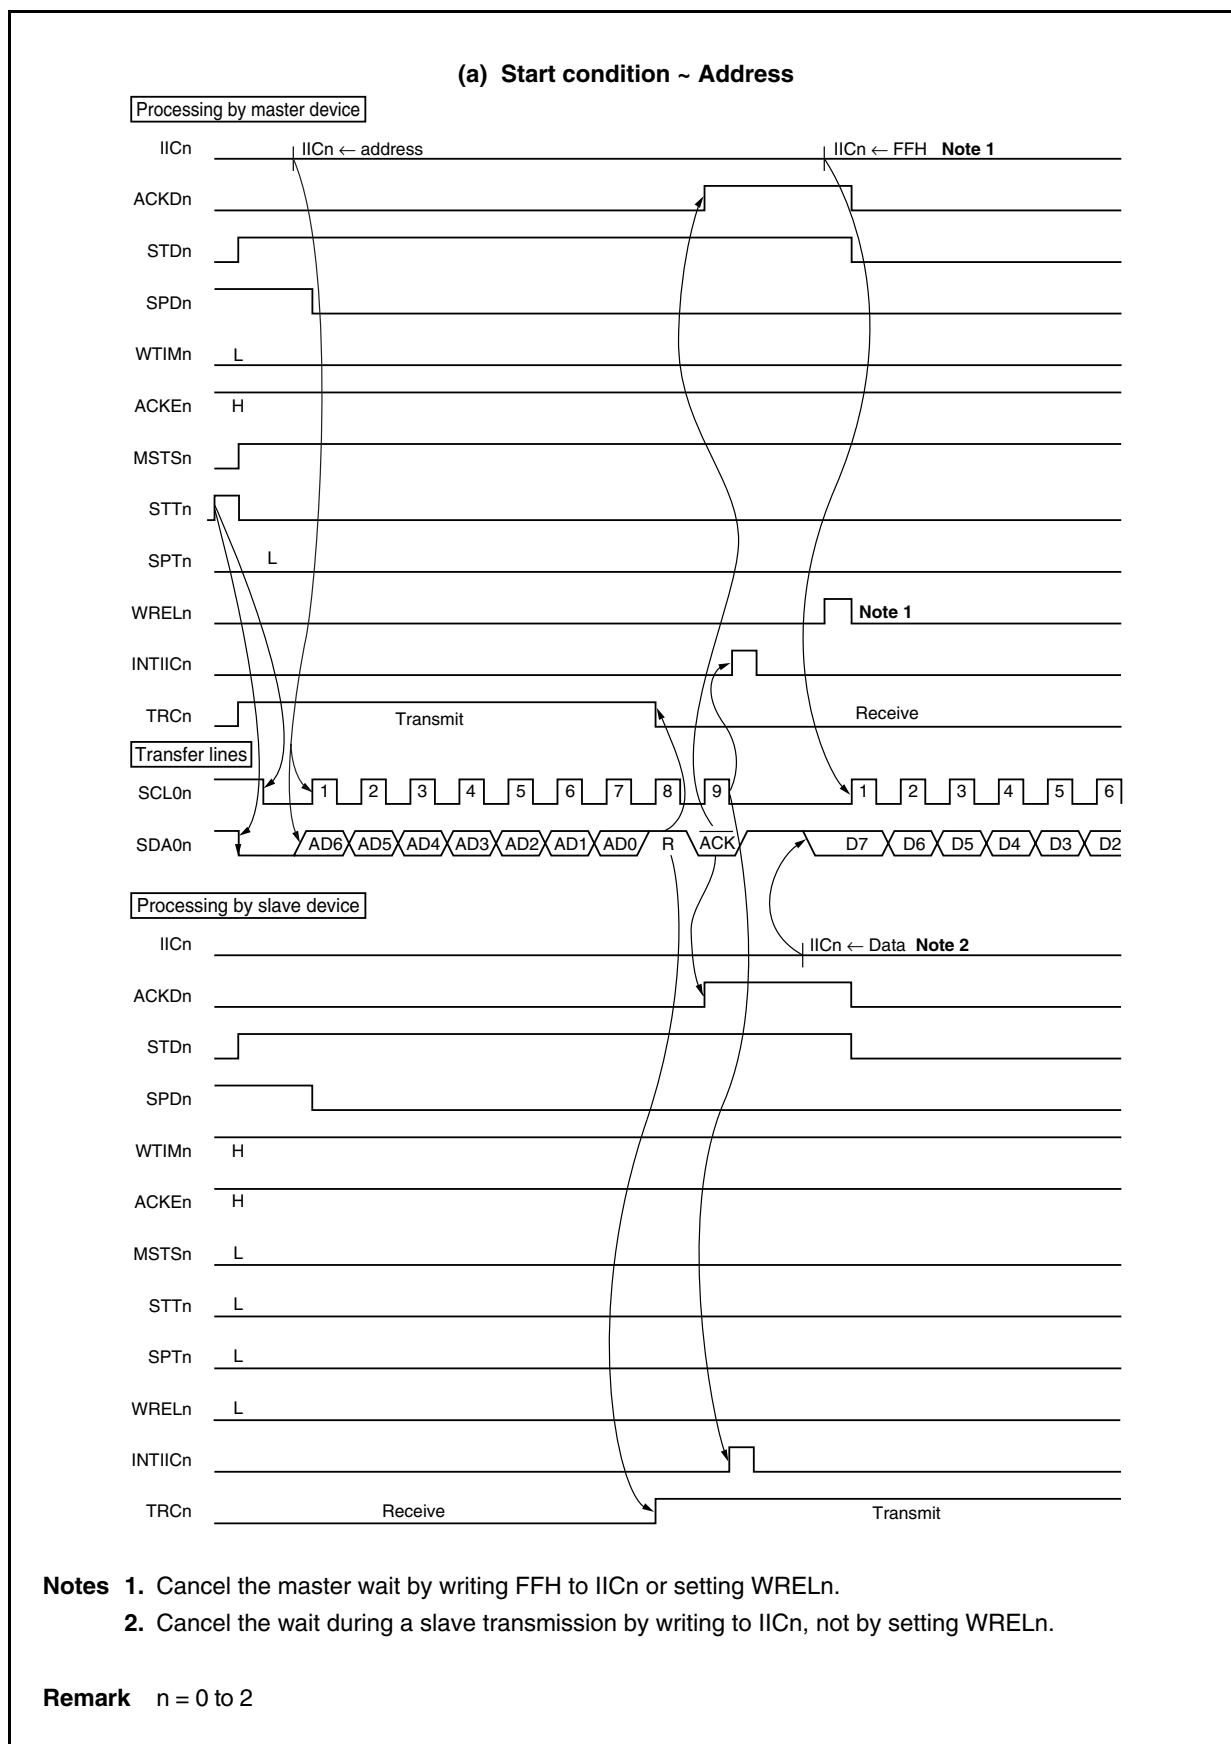 (a) Start condition ~ Address
Processing by master device
IICn IICn ← address IICn ← FFH Note 1
ACKDn
STDn
SPDn
WTIMn L
ACKEn H
MSTSn
STTn
SPTn L
WRELn Note 1
INTIICn
TRCn Transmit Receive
Transfer lines
SCL0n 1 2 3 4 5 6 7 8 9 1 2 3 4 5 6
SDA0n AD6 AD5 AD4 AD3 AD2 AD1 AD0 R ACK D7 D6 D5 D4 D3 D2
Processing by slave device
IICn IICn ← Data Note 2
ACKDn
STDn
SPDn
WTIMn H
ACKEn H
MSTSn L
STTn L
SPTn L
WRELn L
INTIICn
TRCn Receive Transmit
Notes 1. Cancel the master wait by writing FFH to IICn or setting WRELn.
2. Cancel the wait during a slave transmission by writing to IICn, not by setting WRELn.
Remark n = 0 to 2